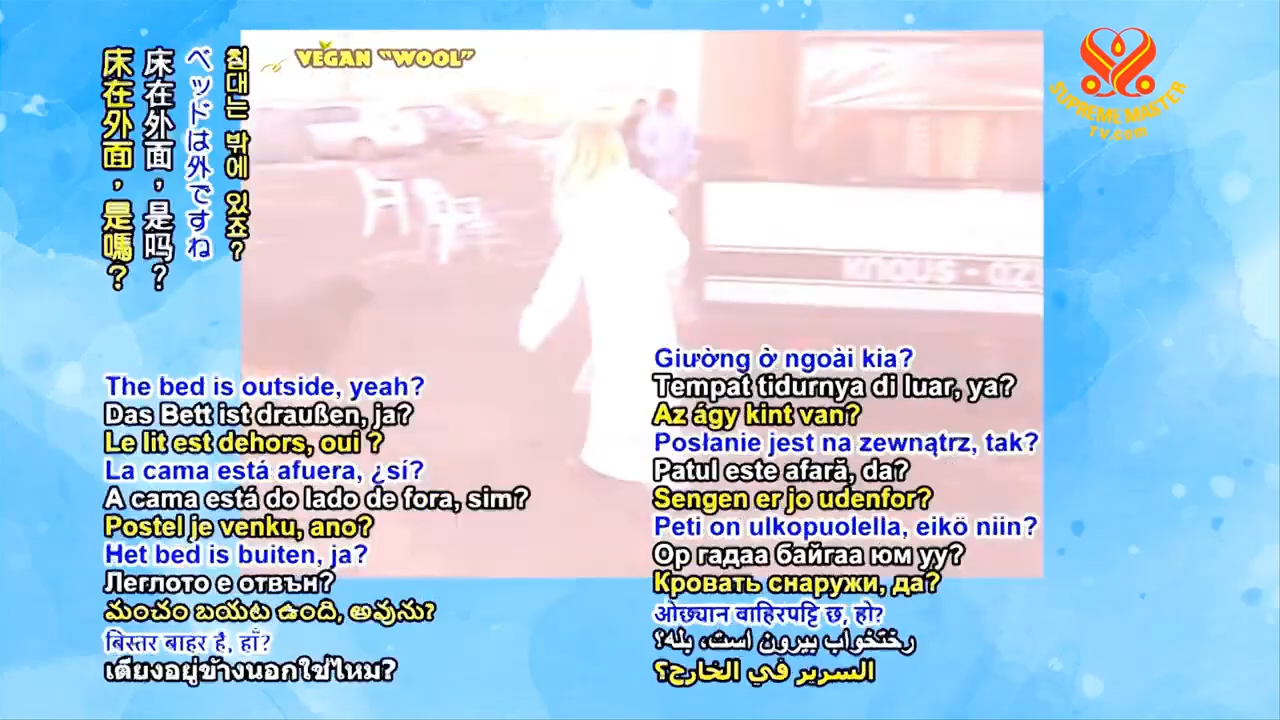 VEGAN "WOOL"
SUPREME MASTER
TV.com
침대는 밖에 있죠?
ベッドは外ですね
床在外面，是吗？
床在外面，是嗎？
The bed is outside, yeah?
Das Bett ist draußen, ja?
Le lit est dehors, oui ?
La cama está afuera, ¿sí?
A cama está do lado de fora, sim?
Postel je venku, ano?
Het bed is buiten, ja?
Леглото е отвън?
మంచం బయట ఉంది, అవును?
बिस्तर बाहर है, हाँ?
เตียงอยู่ข้างนอกใช่ไหม?
Giường ở ngoài kia?
Tempat tidurnya di luar, ya?
Az ágy kint van?
Posłanie jest na zewnątrz, tak?
Patul este afară, da?
Sengen er jo udenfor?
Peti on ulkopuolella, eikö niin?
Ор гадаа байгаа юм уу?
Кровать снаружи, да?
ओछ्यान बाहिरपट्टि छ, हो?
رختخواب بیرون است، بله؟
السرير في الخارج؟
KNAUS -